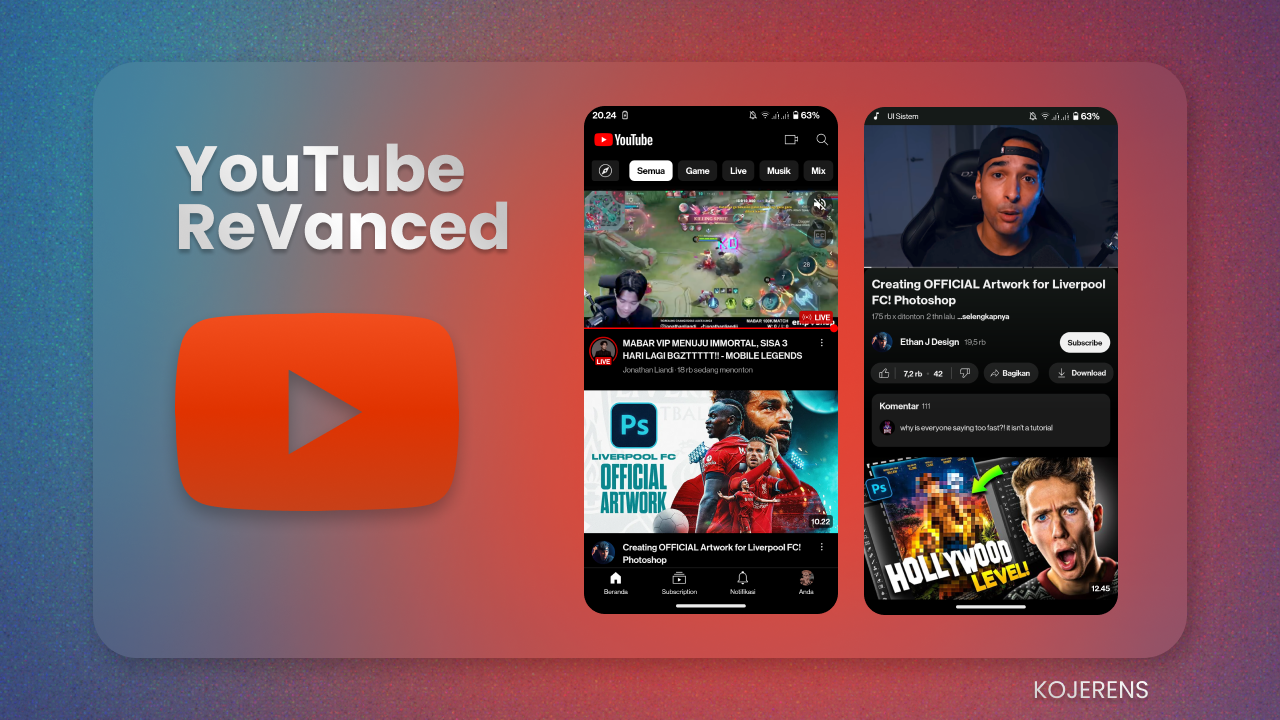 YouTube
ReVanced
20.24
63%
YouTube
Semua
Game
Live
Musik
Mix
LIVE
LIVE
MABAR VIP MENUJU IMMORTAL, SISA 3
HARI LAGI BGZTTTTT!! - MOBILE LEGENDS
Jonathan Liandi · 18 rb sedang menonton
Ps
LIVERPOOL FC
OFFICIAL
ARTWORK
10.22
Creating OFFICIAL Artwork for Liverpool FC!
Photoshop
Beranda
Subscription
Notifikasi
Anda
UI Sistem
63%
Creating OFFICIAL Artwork for Liverpool
FC! Photoshop
175 rb x ditonton 2 thn lalu ...selengkapnya
Ethan J Design 19,5 rb
Subscribe
7,2 rb · 42
Bagikan
Download
Komentar 111
why is everyone saying too fast?! it isn't a tutorial
Ps
HOLLYWOOD
LEVEL!
12.45
KOJERENS